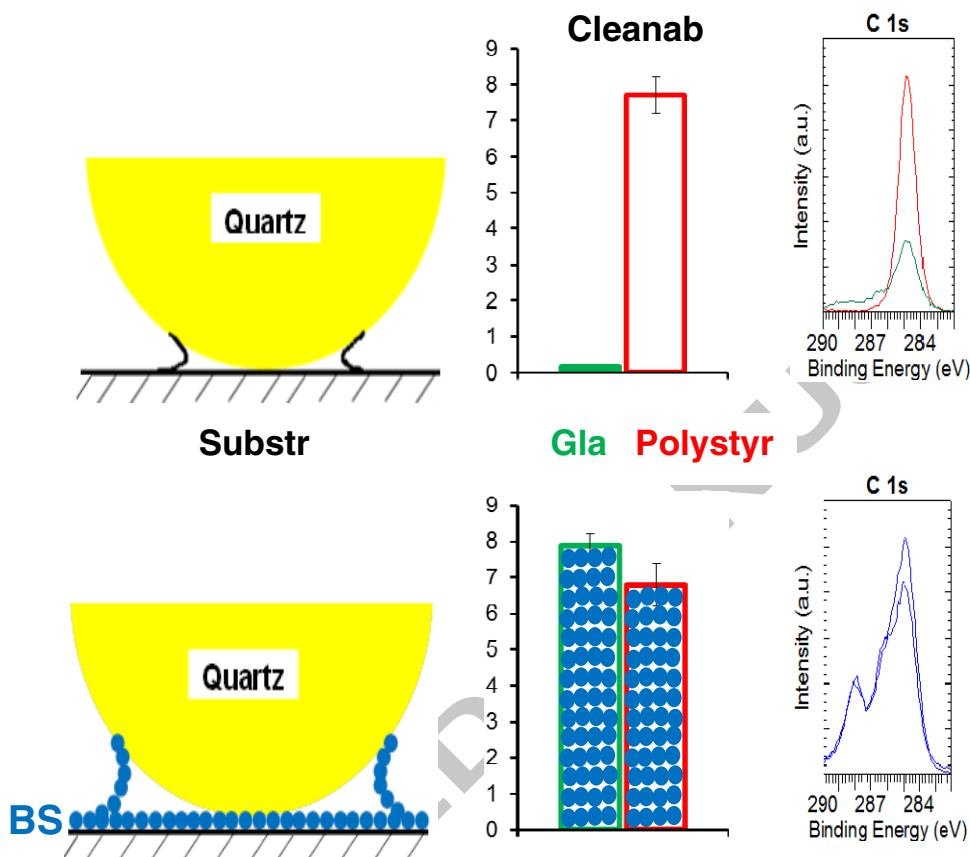 Cleanab
9
8
7
6
5
4
3
2
1
0
Quartz
C 1s
Intensity (a.u.)
290 287 284
Binding Energy (eV)
Substr
Gla Polystyr
9
8
7
6
5
4
3
2
1
0
Quartz
BS
C 1s
Intensity (a.u.)
290 287 284
Binding Energy (eV)